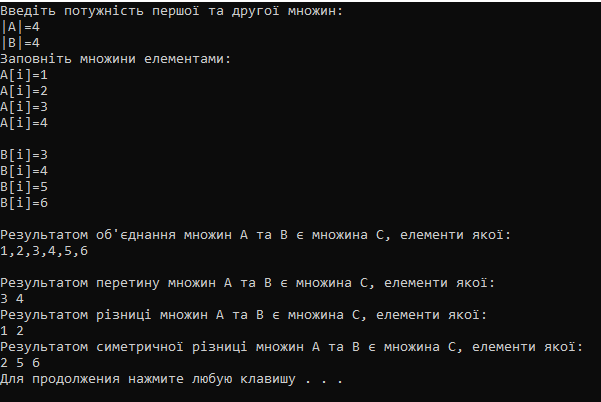 Введіть потужність першої та другої множин:
|A|=4
|B|=4
Заповніть множини елементами:
A[i]=1
A[i]=2
A[i]=3
A[i]=4
B[i]=3
B[i]=4
B[i]=5
B[i]=6
Результатом об'єднання множин А та В є множина С, елементи якої:
1,2,3,4,5,6
Результатом перетину множин А та В є множина С, елементи якої:
3 4
Результатом різниці множин А та В є множина С, елементи якої:
1 2
Результатом симетричної різниці множин А та В є множина С, елементи якої:
2 5 6
Для продолжения нажмите любую клавишу . . .